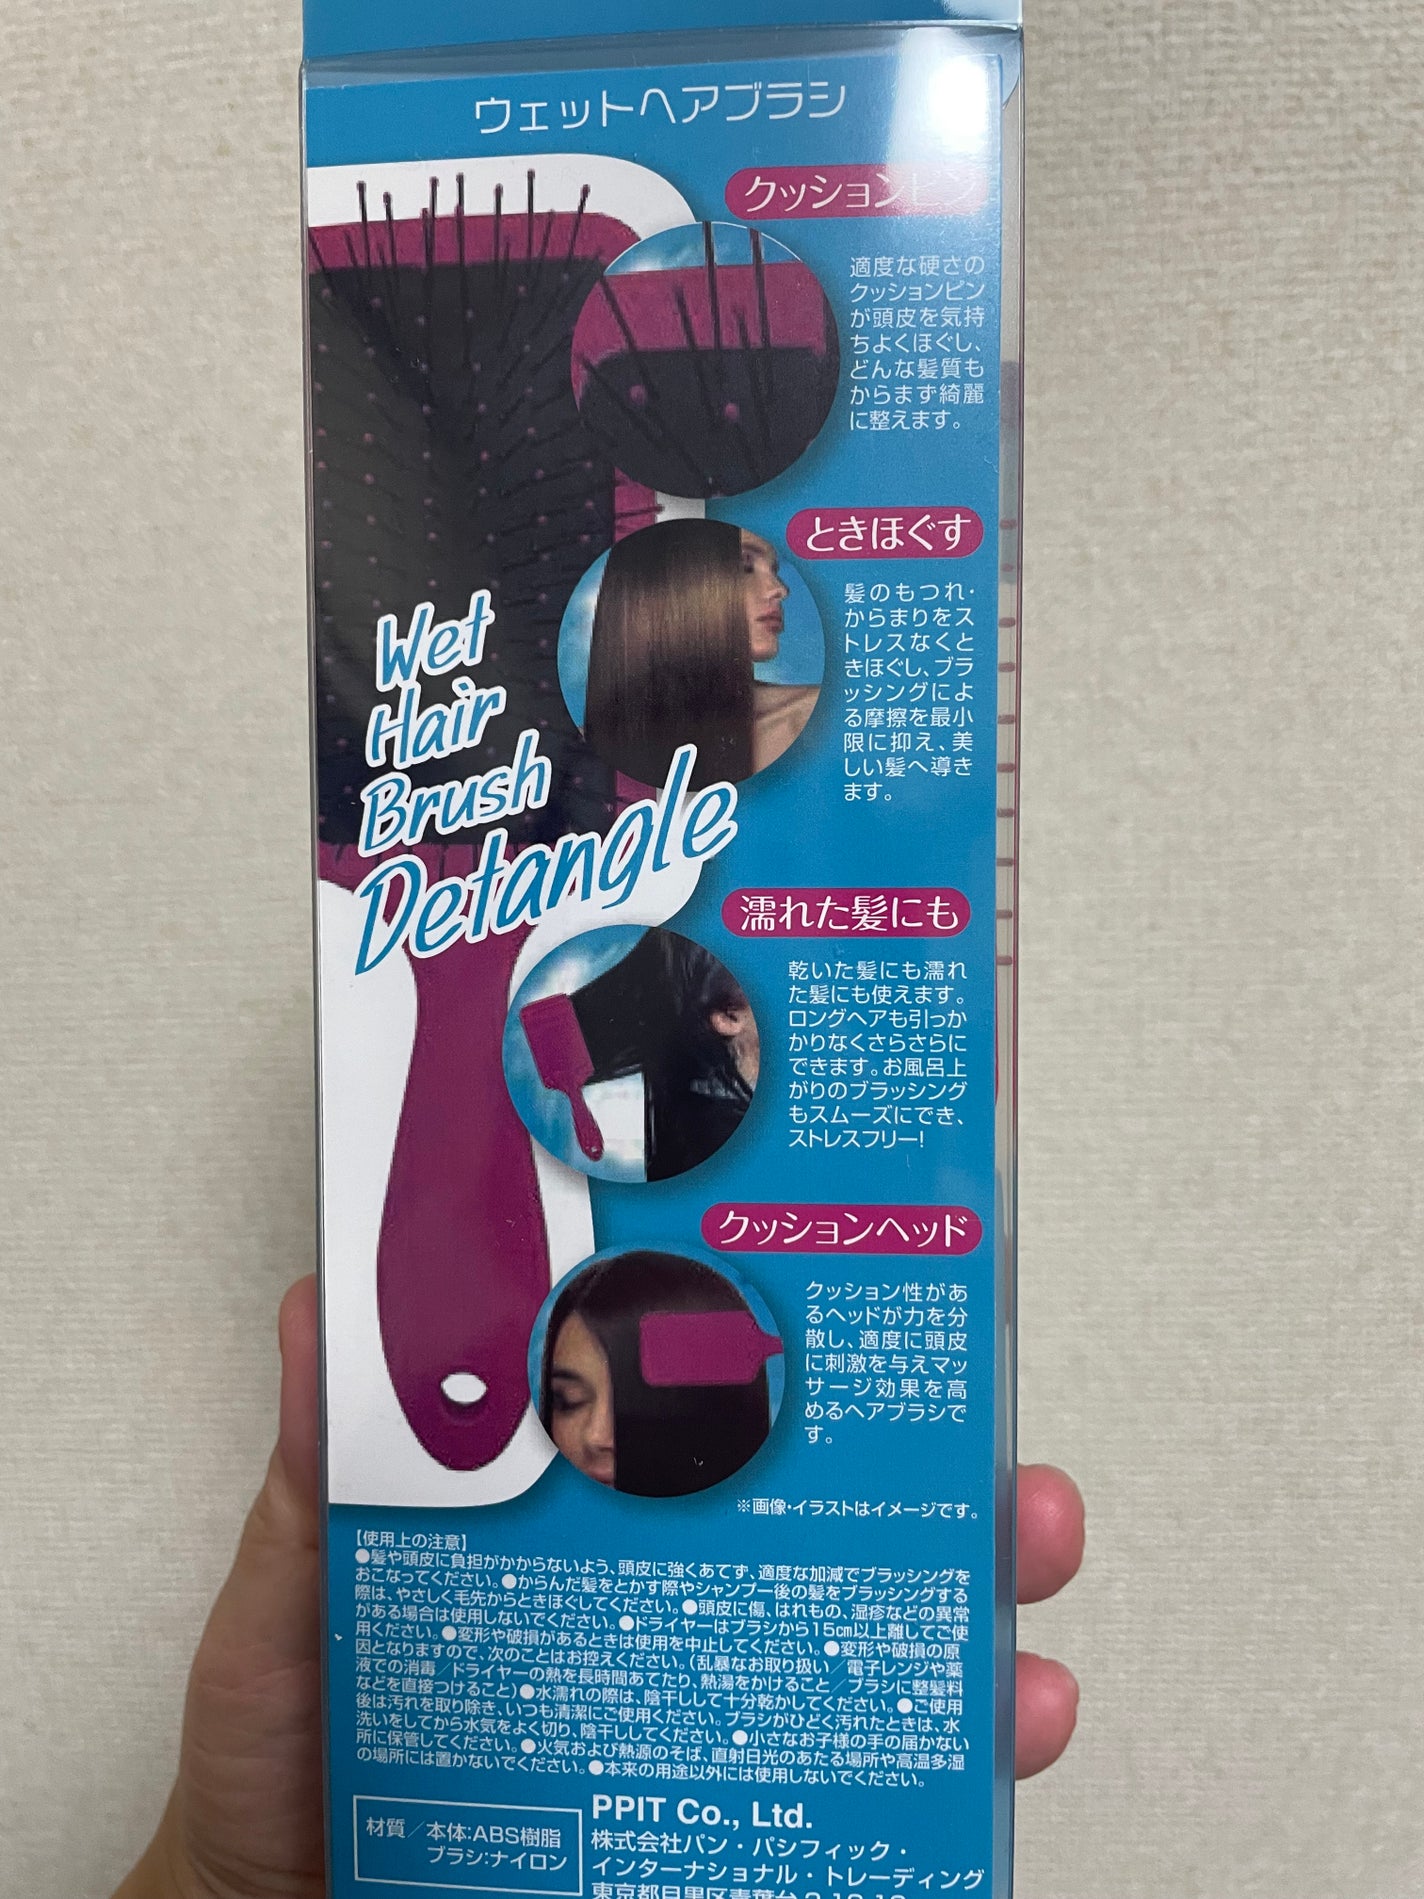 ウェットヘアブラシ
クッションピン
適度な硬さの
クッションピン
が頭皮を気持
ちよくほぐし、
どんな髪質も
からまず綺麗
に整えます。
ときほぐす
髪のもつれ・
からまりをス
トレスなくと
きほぐし、ブラ
ッシングによ
る摩擦を最小
限に抑え、美
しい髪へ導き
ます。
Wet
Hair
Brush
Detangle
濡れた髪にも
乾いた髪にも濡れ
た髪にも使えます。
ロングヘアも引っか
かりなくさらさらに
できます。お風呂上
がりのブラッシング
もスムーズにでき、
ストレスフリー!
クッションヘッド
クッション性があ
るヘッドが力を分
散し、適度に頭皮
に刺激を与えマッ
サージ効果を高
めるヘアブラシで
す。
※画像・イラストはイメージです。
【使用上の注意】
●髪や頭皮に負担がかからないよう、頭皮に強くあてず、適度な加減でブラッシングを
おこなってください。●からんだ髪をとかす際やシャンプー後の髪をブラッシングする
際は、やさしく毛先からときほぐしてください。●頭皮に傷、はれもの、湿疹などの異常
がある場合は使用しないでください。●ドライヤーはブラシから15㎝以上離してご使
用ください。●変形や破損があるときは使用を中止してください。●変形や破損の原
因となりますので、次のことはお控えください。(乱暴なお取り扱い/電子レンジや薬
液での消毒/ドライヤーの熱を長時間あてたり、熱湯をかけること/ブラシに整髪料
などを直接つけること)●水濡れの際は、陰干しして十分乾かしてください。●ご使用
後は汚れを取り除き、いつも清潔にご使用ください。ブラシがひどく汚れたときは、水
洗いをしてから水気をよく切り、陰干ししてください。●小さなお子様の手の届かない
所に保管してください。●火気および熱源のそば、直射日光のあたる場所や高温多湿
の場所には置かないでください。●本来の用途以外には使用しないでください。
材質/本体:ABS樹脂
ブラシ:ナイロン
PPIT Co., Ltd.
株式会社パン・パシフィック・
インターナショナル・トレーディング
東京都目黒区青葉台